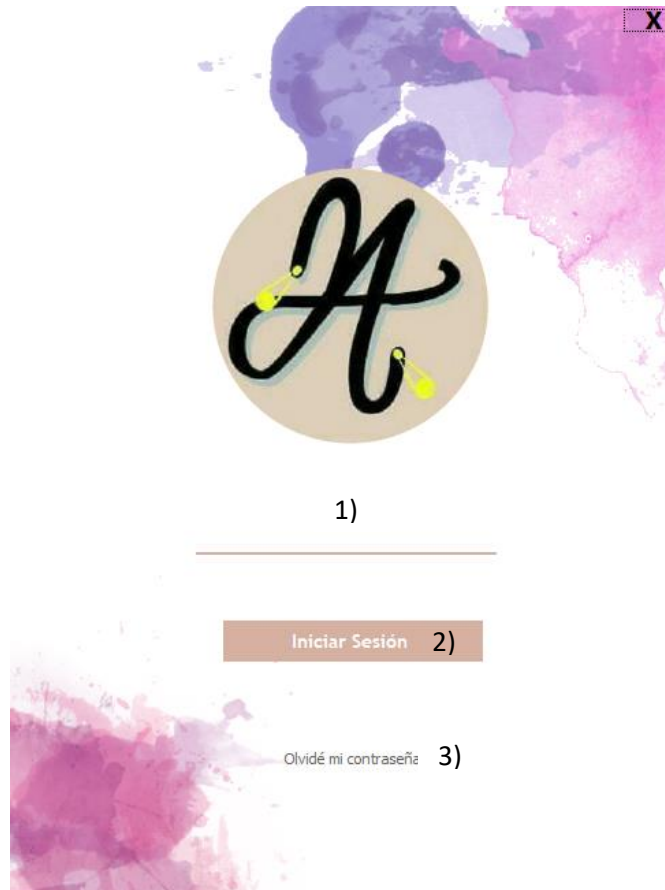 X
A
1)
Iniciar Sesión 2)
Olvidé mi contraseña 3)